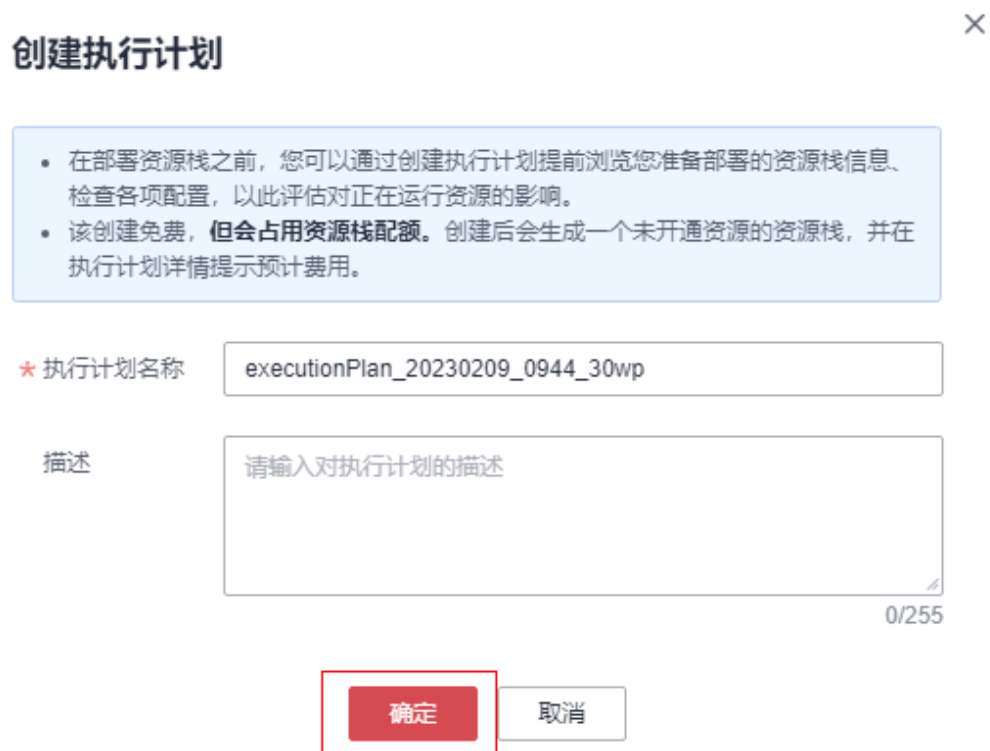 创建执行计划
在部署资源栈之前，您可以通过创建执行计划提前浏览您准备部署的资源栈信息、
检查各项配置，以此评估对正在运行资源的影响。
该创建免费，但会占用资源栈配额。创建后会生成一个未开通资源的资源栈，并在
执行计划详情提示预计费用。
* 执行计划名称 executionPlan_20230209_0944_30wp
描述 请输入对执行计划的描述
0/255
确定 取消